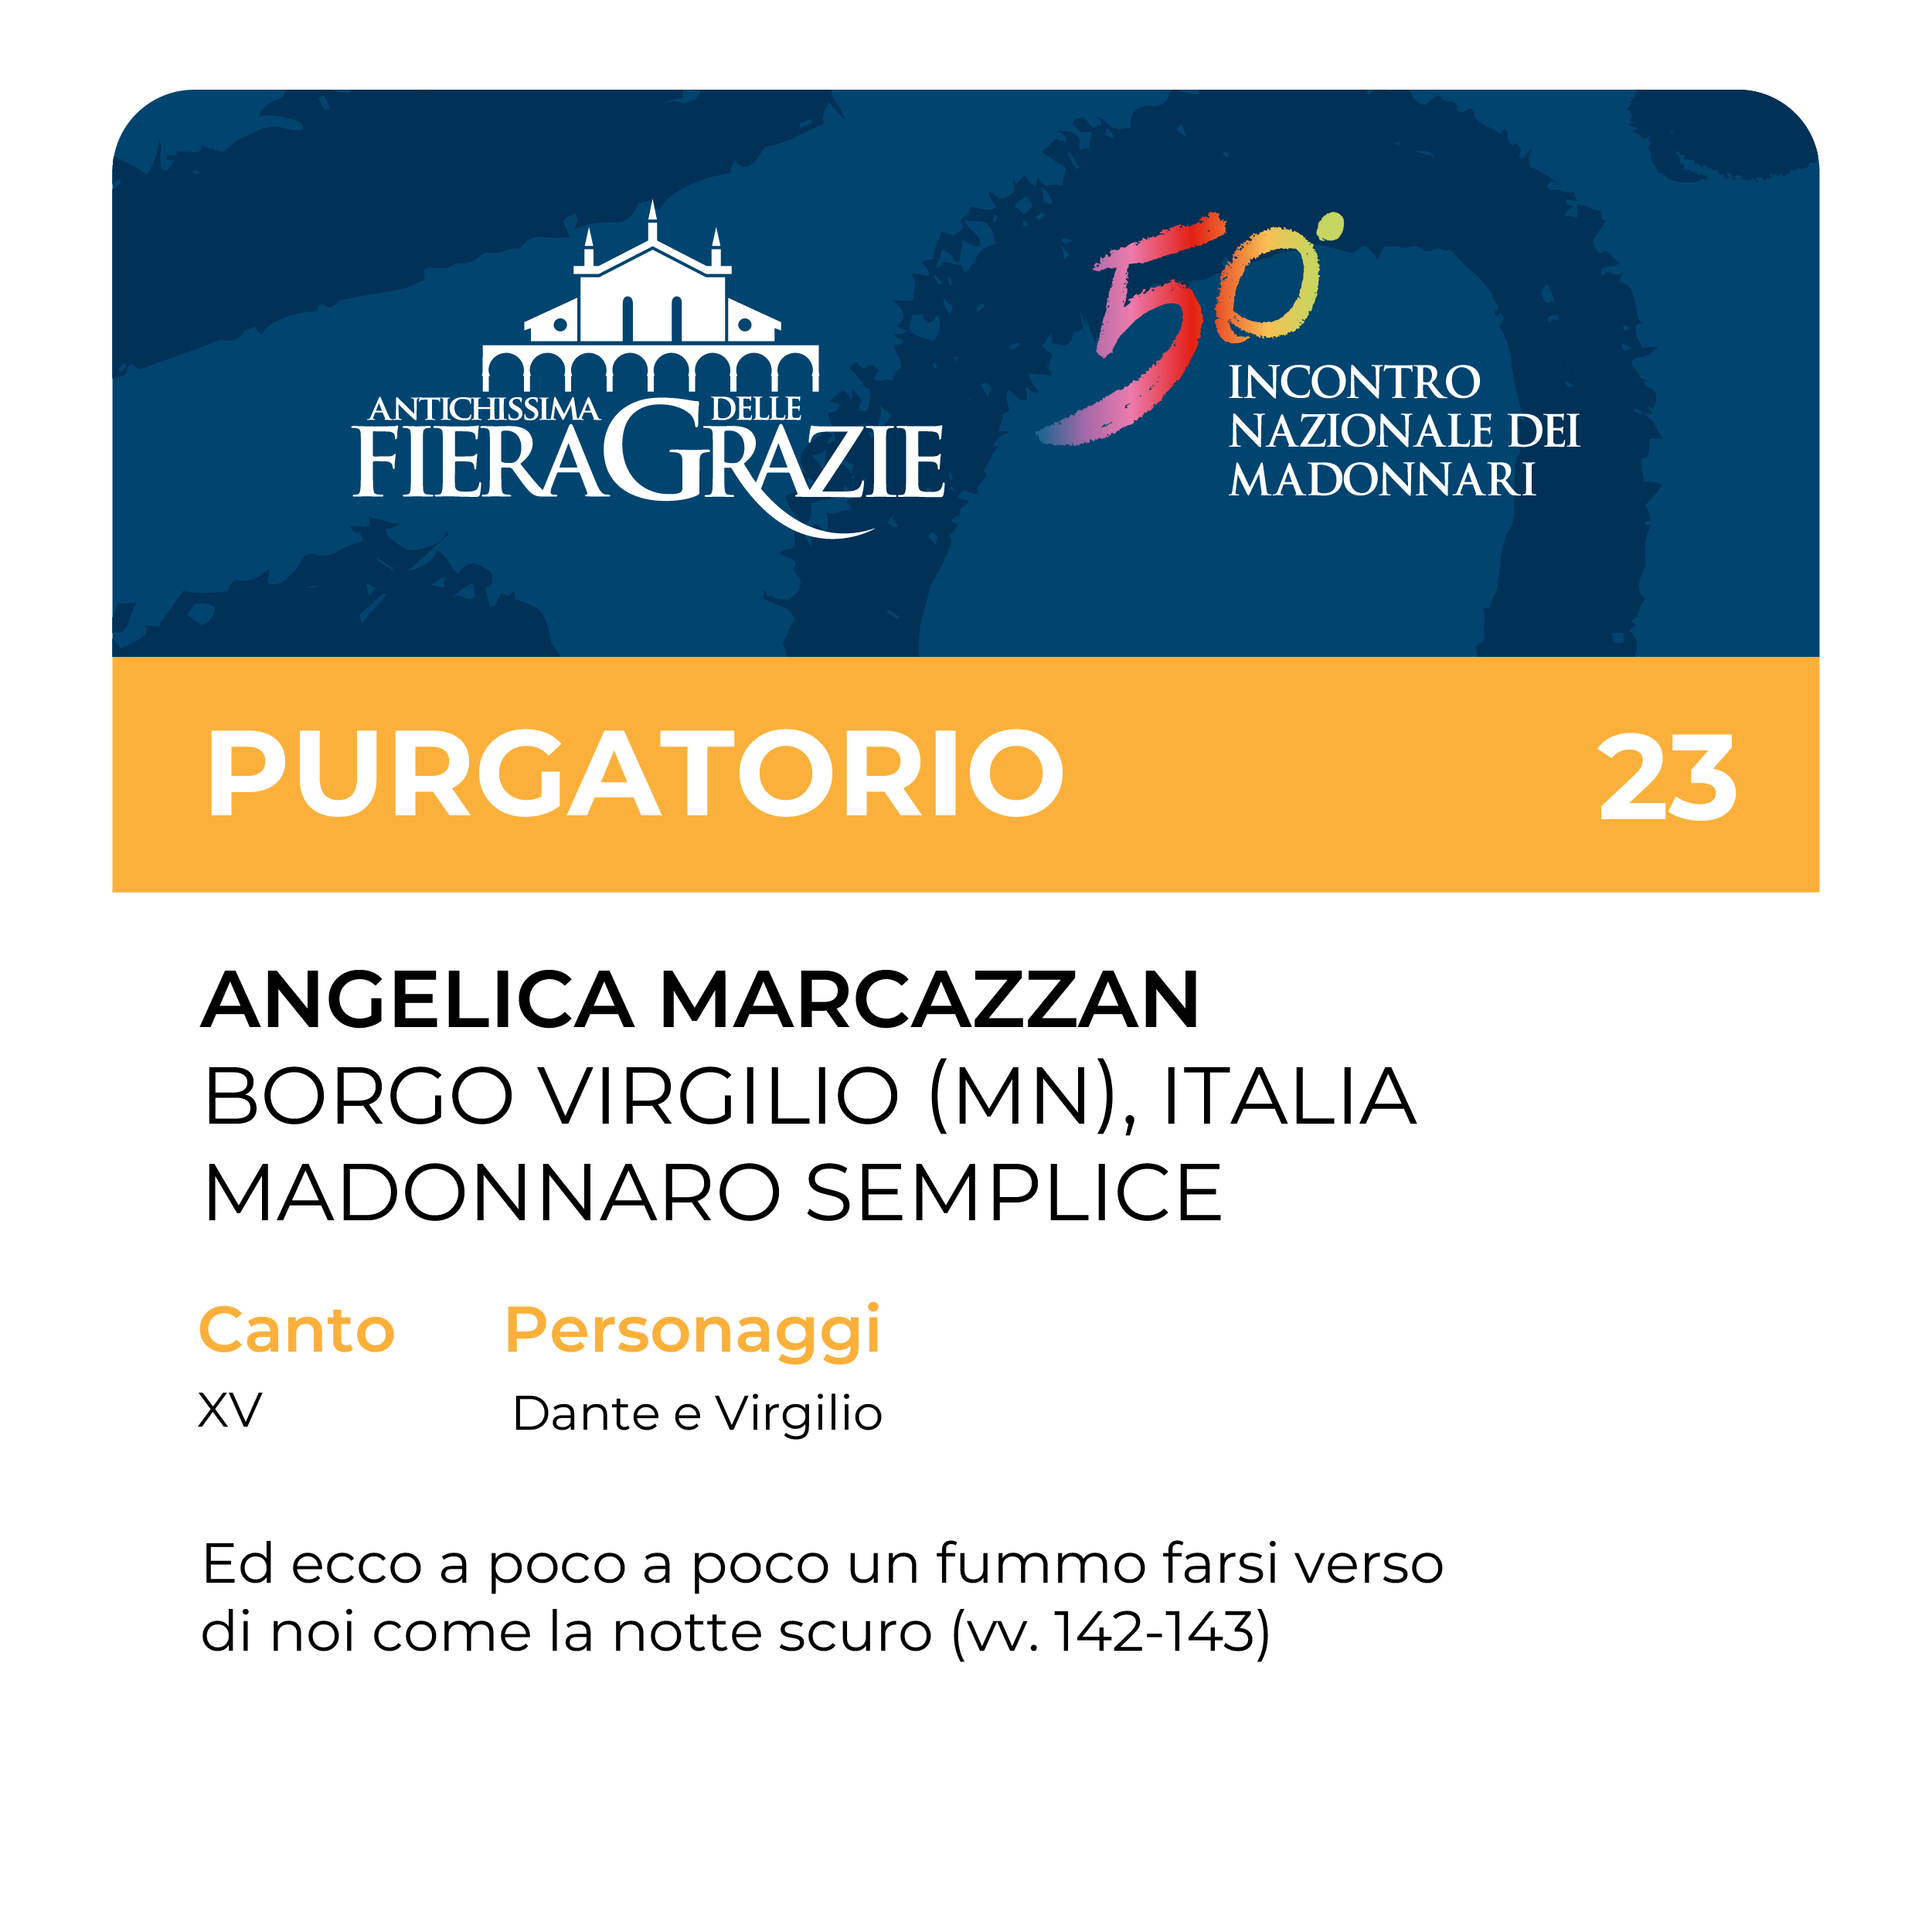 ANTICHISSIMA DELLE
FIERAGRAZIE
50°
INCONTRO
NAZIONALE DEI
MADONNARI
PURGATORIO 23
ANGELICA MARCAZZAN
BORGO VIRGILIO (MN), ITALIA
MADONNARO SEMPLICE
Canto Personaggi
XV Dante e Virgilio
Ed ecco a poco a poco un fummo farsi verso
di noi come la notte scuro (vv. 142-143)